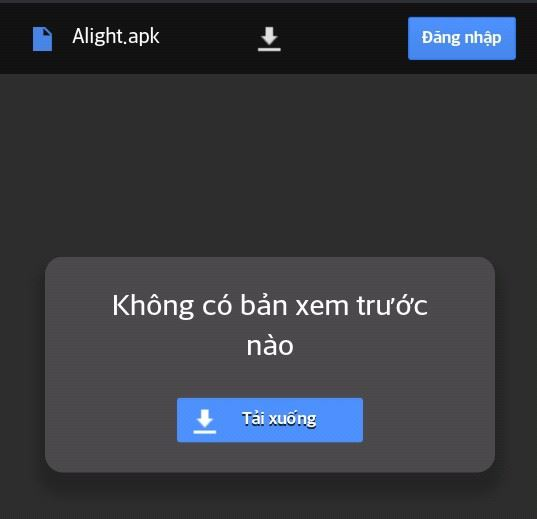 Alight.apk
Đăng nhập
Không có bản xem trước
nào
Tải xuống